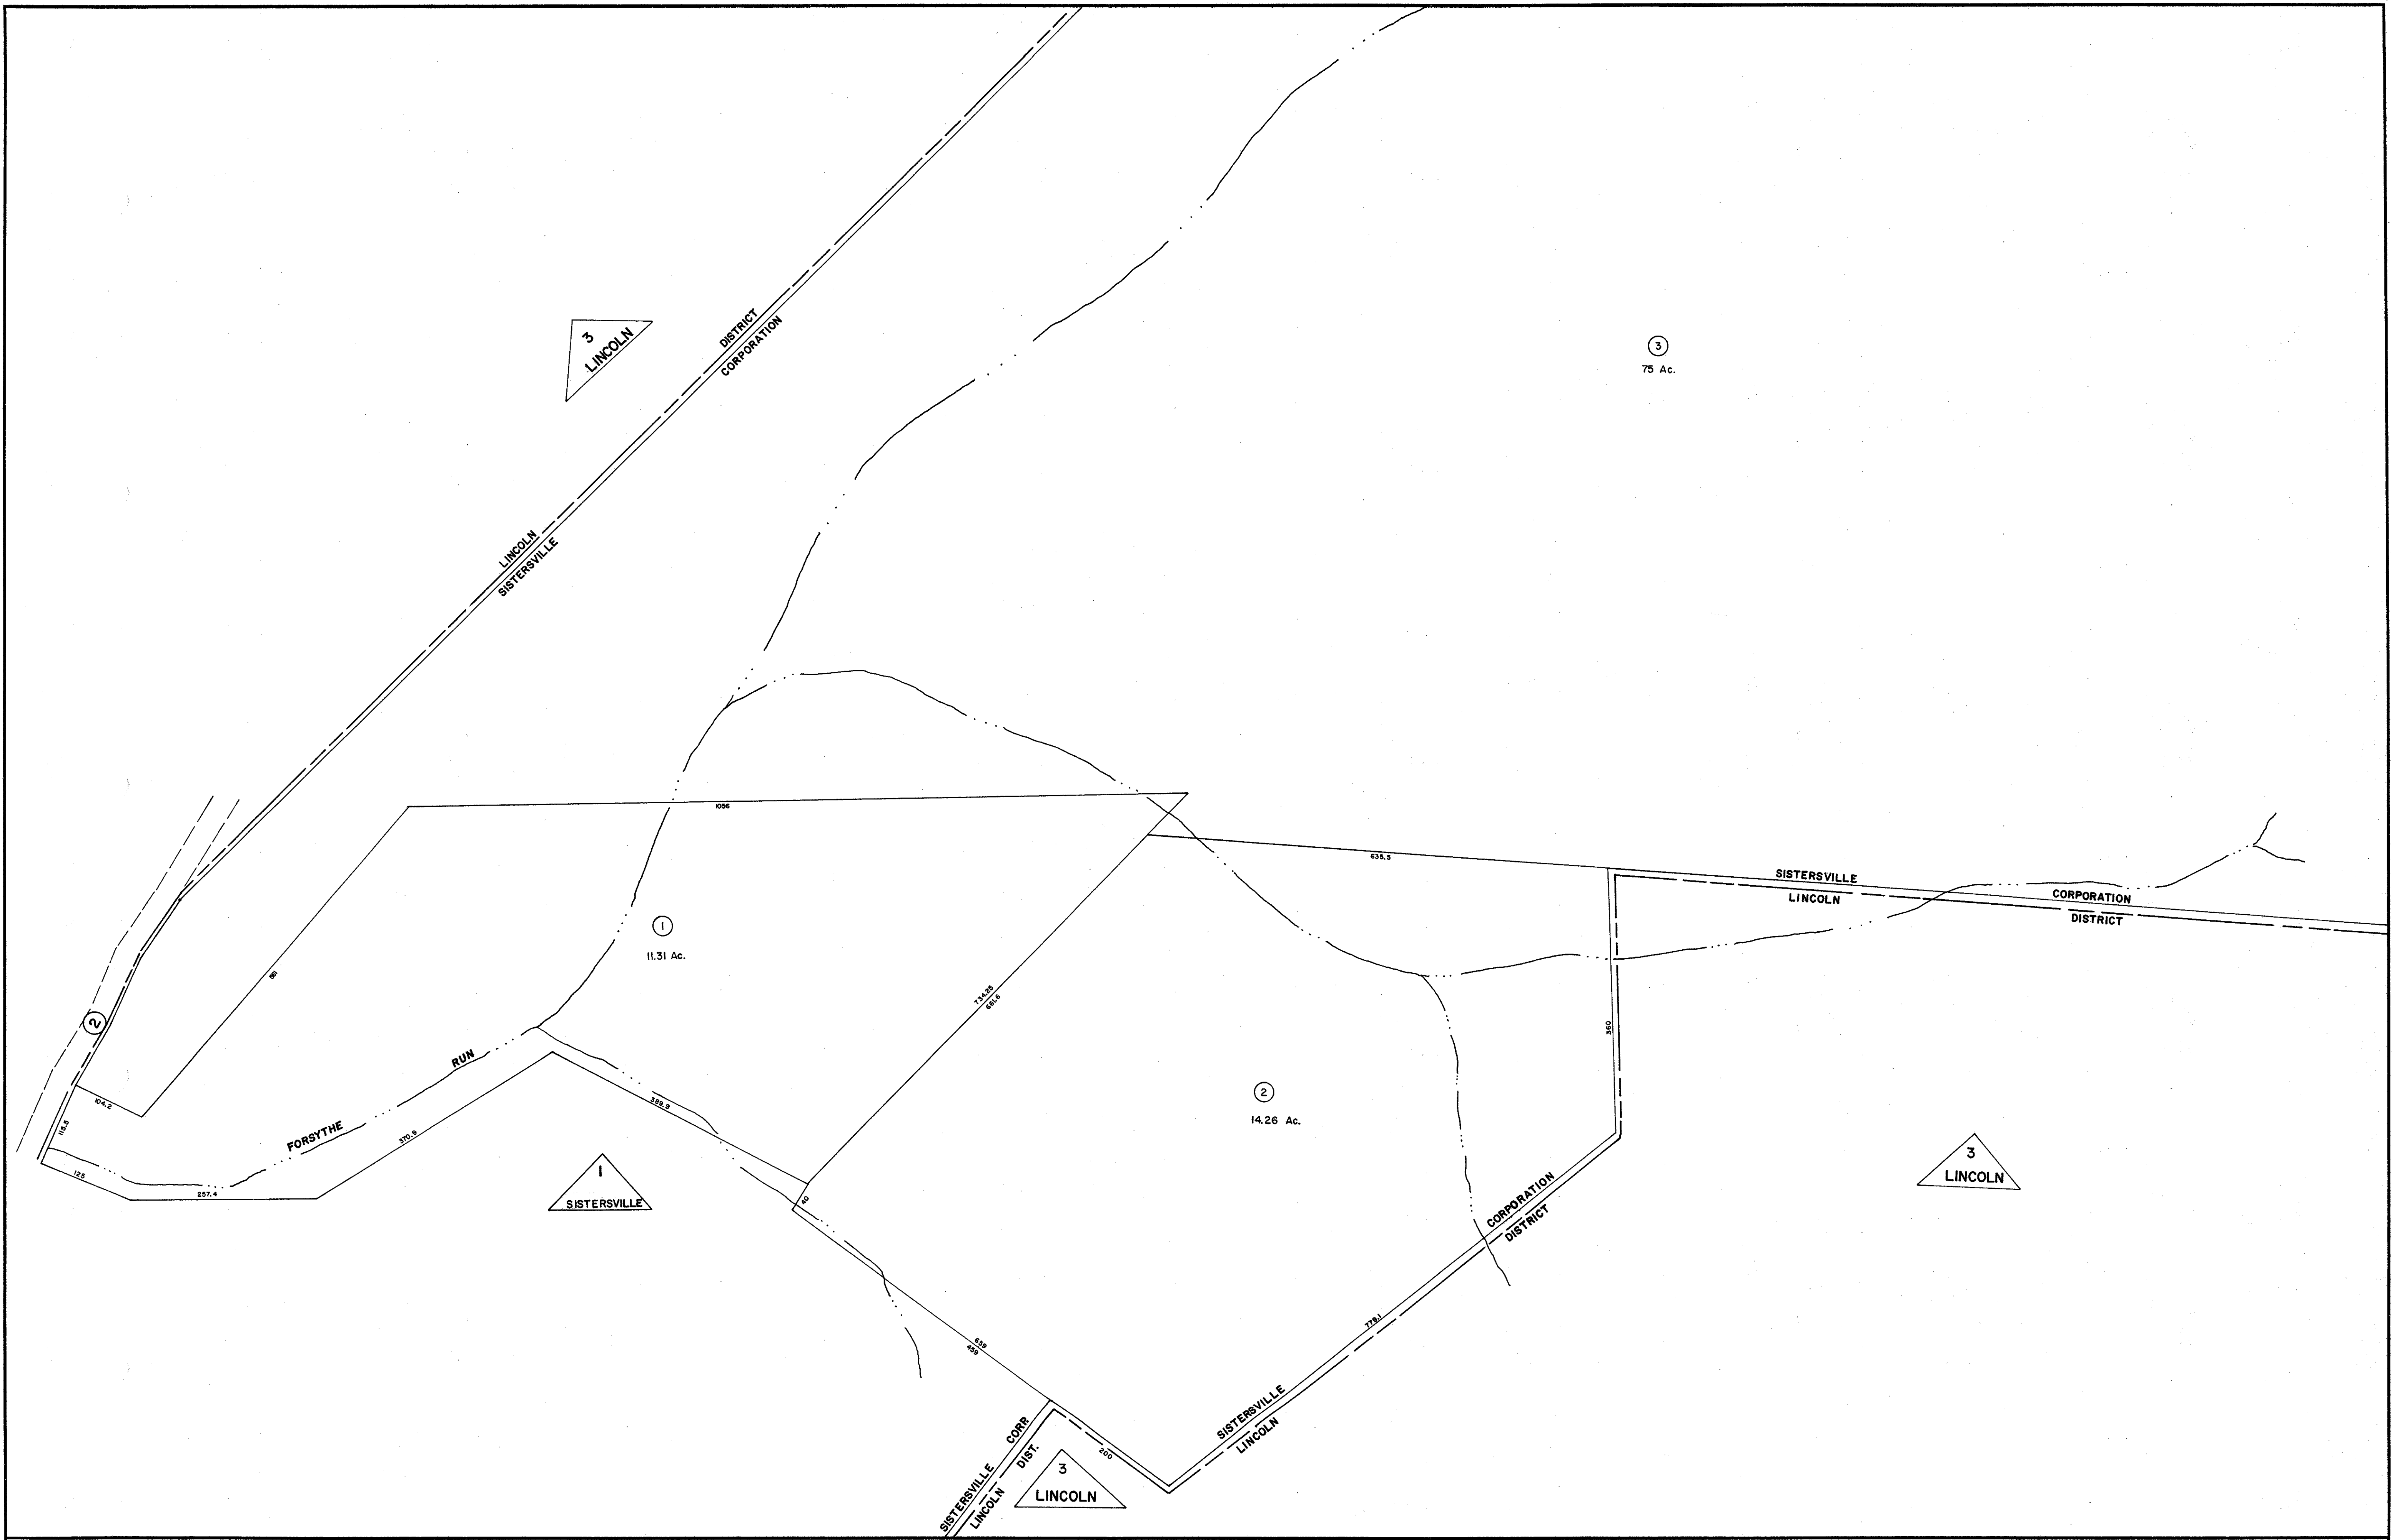 3
LINCOLN
DISTRICT
CORPORATION
3
75 Ac.
LINCOLN
SISTERSVILLE
1056
635.5
SISTERSVILLE
CORPORATION
LINCOLN
DISTRICT
1
11.31 Ac.
561
734.25
661.6
2
360
RUN
FORSYTHE
104.2
115.5
125
257.4
370.9
389.9
2
14.26 Ac.
1
SISTERSVILLE
40
3
LINCOLN
CORPORATION
DISTRICT
659
459
779.1
SISTERSVILLE
LINCOLN
SISTERSVILLE CORR
LINCOLN DIST.
200
3
LINCOLN